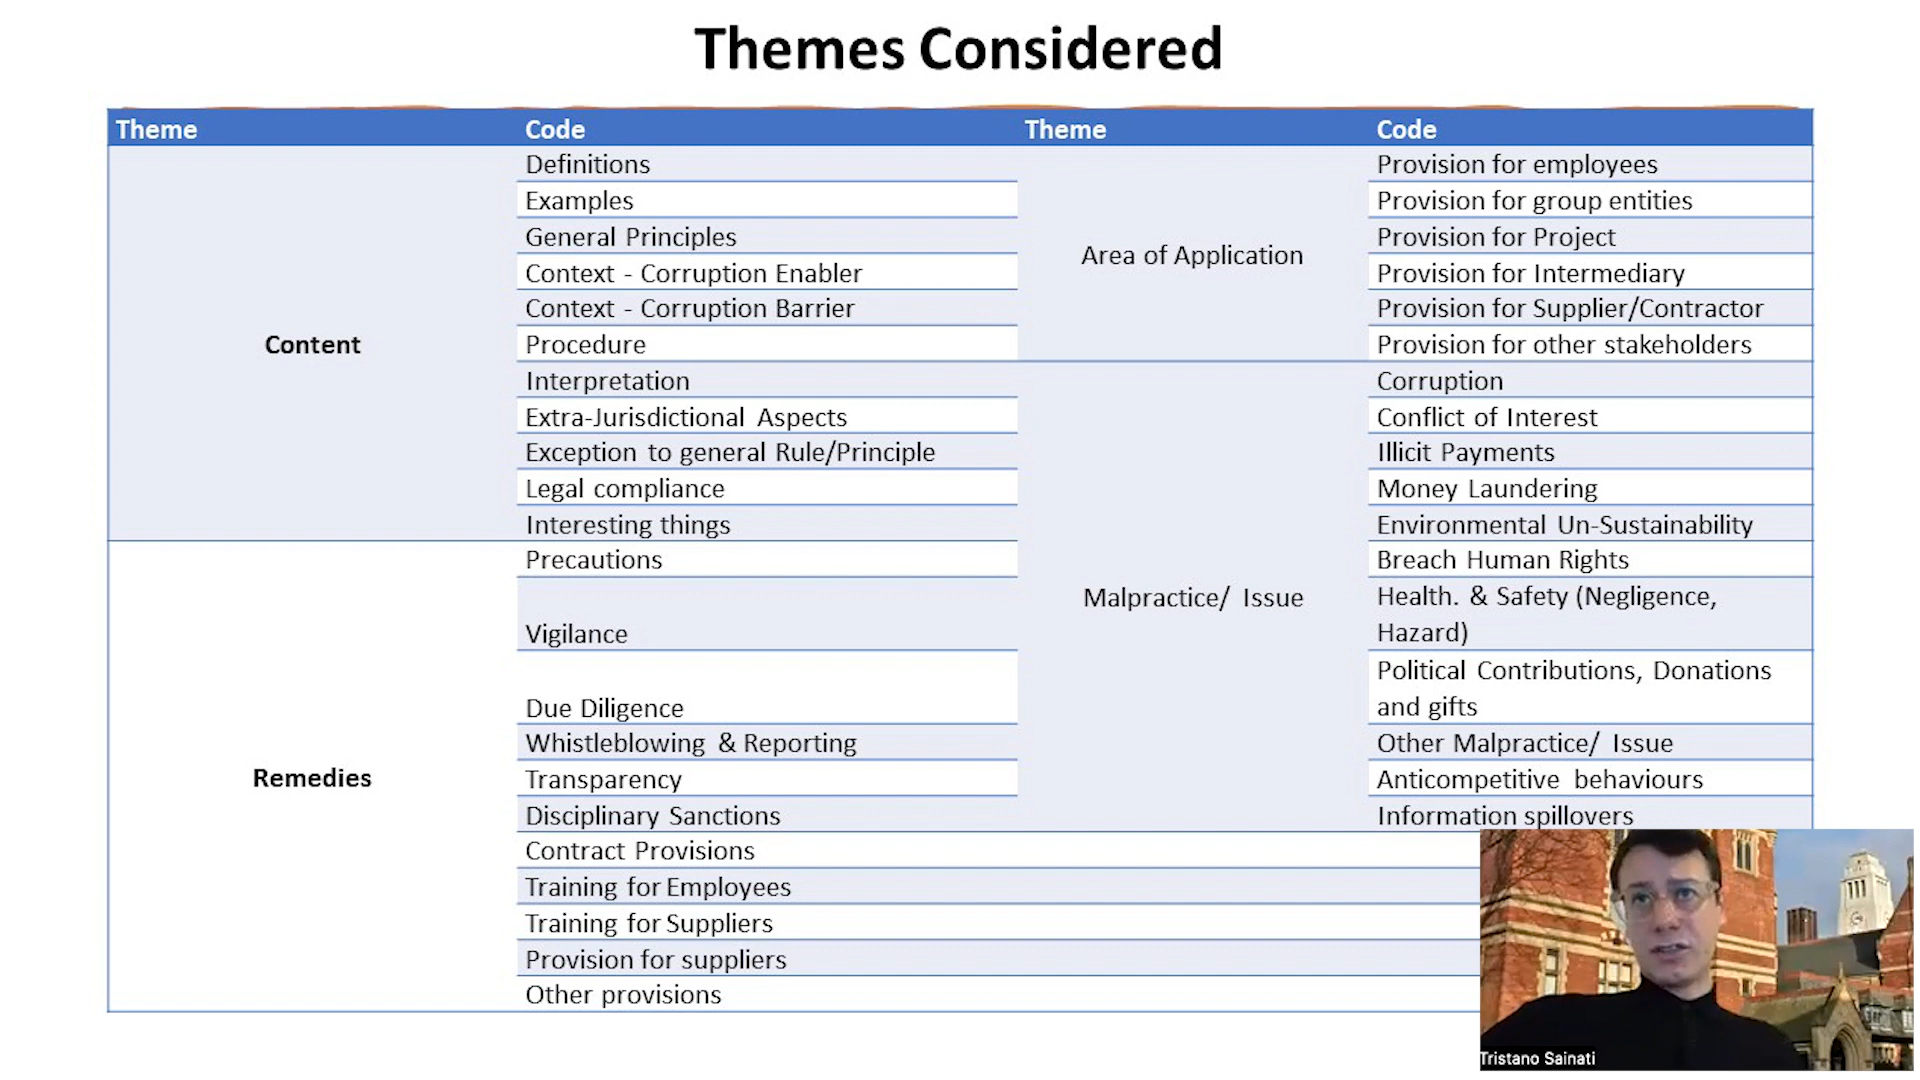 Themes Considered
Theme Code Theme Code
Definitions Provision for employees
Examples Provision for group entities
General Principles Provision for Project
Area of Application
Context - Corruption Enabler Provision for Intermediary
Context - Corruption Barrier Provision for Supplier/Contractor
Content Procedure Provision for other stakeholders
Interpretation Corruption
Extra-Jurisdictional Aspects Conflict of Interest
Exception to general Rule/Principle Illicit Payments
Legal compliance Money Laundering
Interesting things Environmental Un-Sustainability
Precautions Breach Human Rights
Malpractice/ Issue Health. & Safety (Negligence,
Vigilance Hazard)
Political Contributions, Donations
Due Diligence and gifts
Whistleblowing & Reporting Other Malpractice/ Issue
Remedies Transparency Anticompetitive behaviours
Disciplinary Sanctions Information spillovers
Contract Provisions
Training for Employees
Training for Suppliers
Provision for suppliers
Other provisions
Tristano Sainati